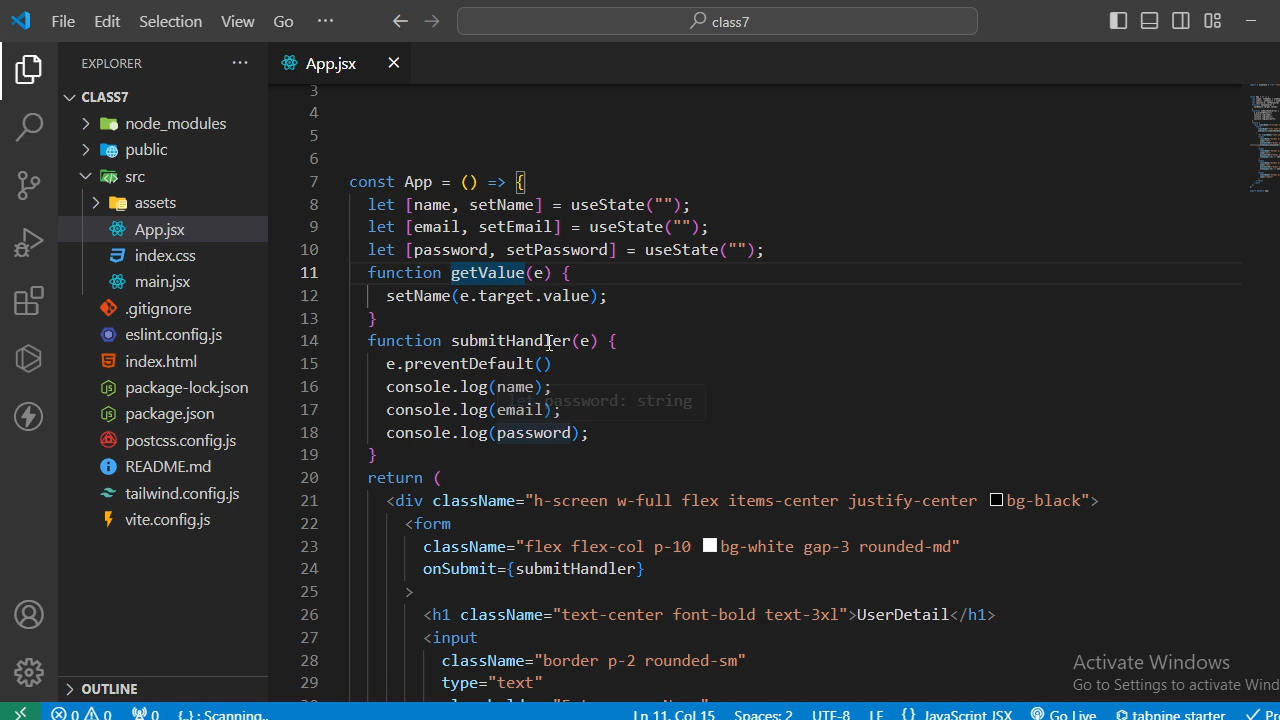 File Edit Selection View Go ... class7
EXPLORER ...
App.jsx
CLASS7
node_modules
public
src
assets
App.jsx
index.css
main.jsx
.gitignore
eslint.config.js
index.html
package-lock.json
package.json
postcss.config.js
README.md
tailwind.config.js
vite.config.js
OUTLINE
3
4
5
6
7 const App = () => {
8 let [name, setName] = useState("");
9 let [email, setEmail] = useState("");
10 let [password, setPassword] = useState("");
11 function getValue(e) {
12 setName(e.target.value);
13 }
14 function submitHandler(e) {
15 e.preventDefault()
16 console.log(name);
let password: string
17 console.log(email);
18 console.log(password);
19 }
20 return (
21 <div className="h-screen w-full flex items-center justify-center bg-black">
22 <form
23 className="flex flex-col p-10 bg-white gap-3 rounded-md"
24 onSubmit={submitHandler}
25 >
26 <h1 className="text-center font-bold text-3xl">UserDetail</h1>
27 <input
28 className="border p-2 rounded-sm"
29 type="text"
Activate Windows
Go to Settings to activate Wind
0 0 0 {..} : Scanning.. Ln 11, Col 15 Spaces: 2 UTF-8 LF {} JavaScript JSX Go Live tabnine starter